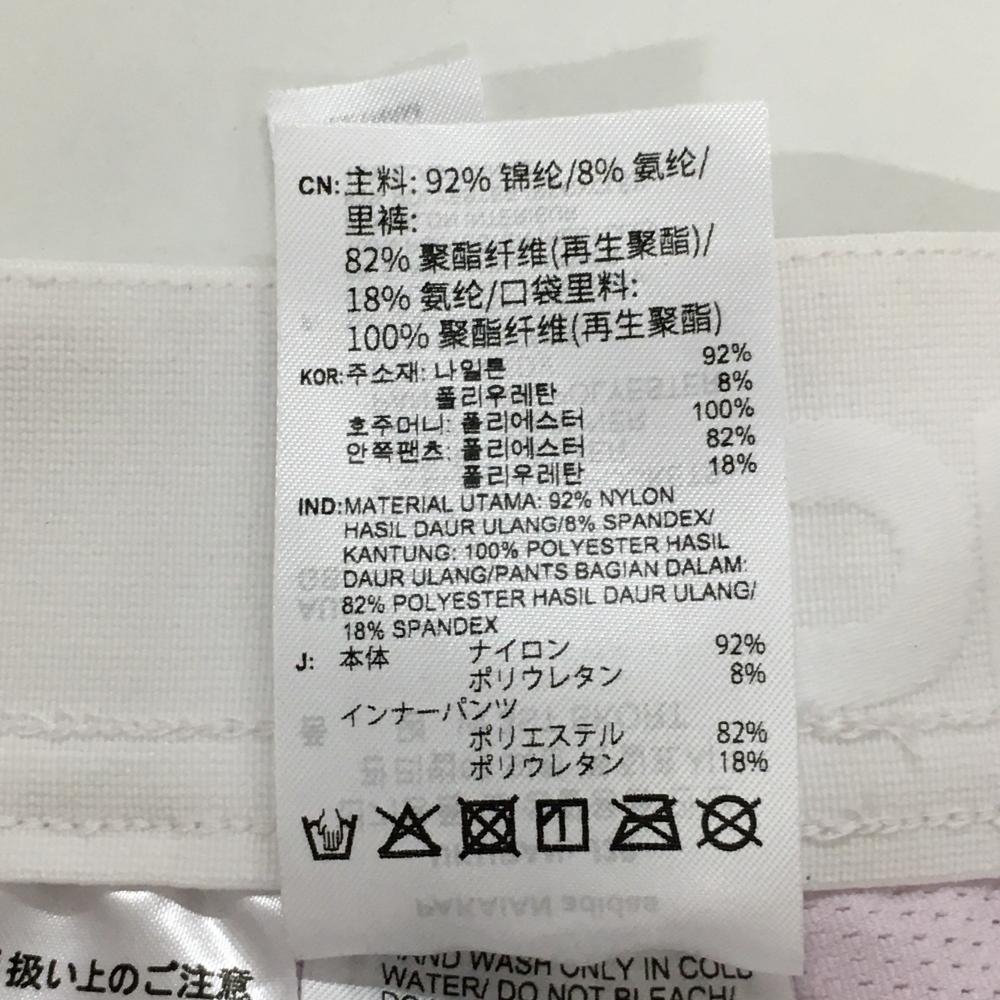 CN:主料: 92% 锦纶/8% 氨纶/
里裤:
82% 聚酯纤维(再生聚酯)/
18% 氨纶/口袋里料:
100% 聚酯纤维(再生聚酯)
KOR:주소재: 나일론 92%
폴리우레탄 8%
호주머니: 폴리에스터 100%
안쪽팬츠: 폴리에스터 82%
폴리우레탄 18%
IND:MATERIAL UTAMA: 92% NYLON
HASIL DAUR ULANG/8% SPANDEX/
KANTUNG: 100% POLYESTER HASIL
DAUR ULANG/PANTS BAGIAN DALAM:
82% POLYESTER HASIL DAUR ULANG/
18% SPANDEX
J: 本体 ナイロン 92%
ポリウレタン 8%
インナーパンツ
ポリエステル 82%
ポリウレタン 18%
PAKAIAN adidas
扱い上のご注意
HAND WASH ONLY IN COLD
WATER/ DO NOT BLEACH/